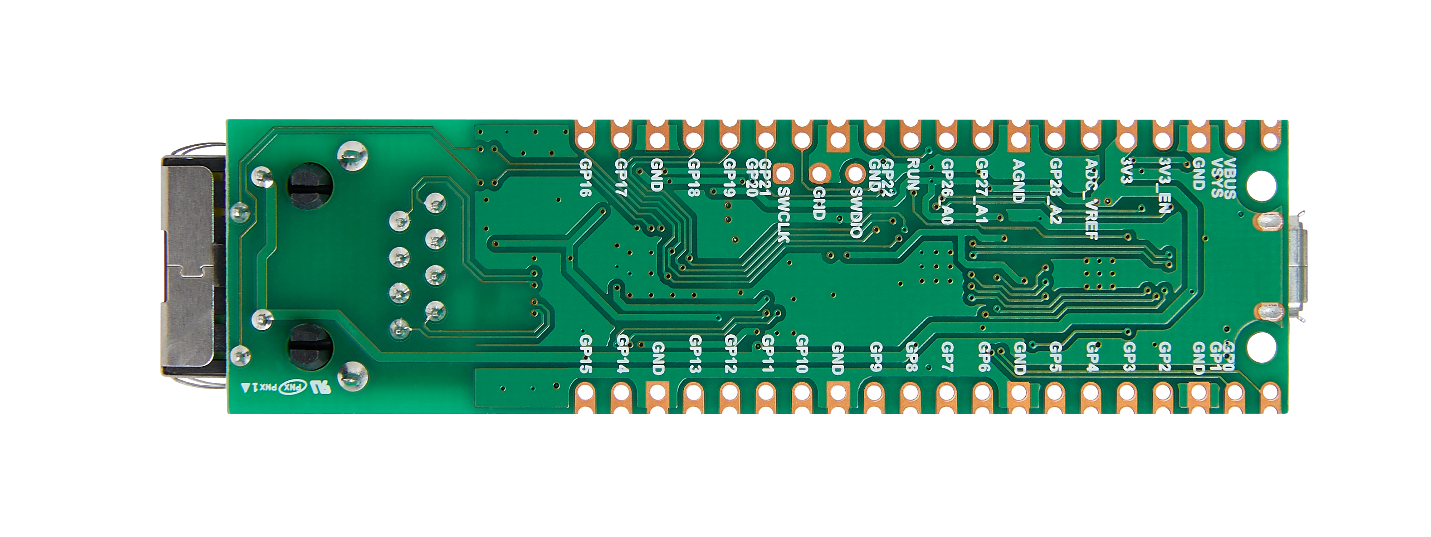 GP16
GP17
GND
GP18
GP19
GP20
GP21
SWCLK
GND
SWDIO
GND
GP22
RUN
GP26_A0
GP27_A1
AGND
GP28_A2
ADC_VREF
3V3
3V3_EN
GND
VSYS
VBUS
GP15
GP14
GND
GP13
GP12
GP11
GP10
GND
GP9
GP8
GP7
GP6
GND
GP5
GP4
GP3
GP2
GND
GP1
GP0
PNX PNX1